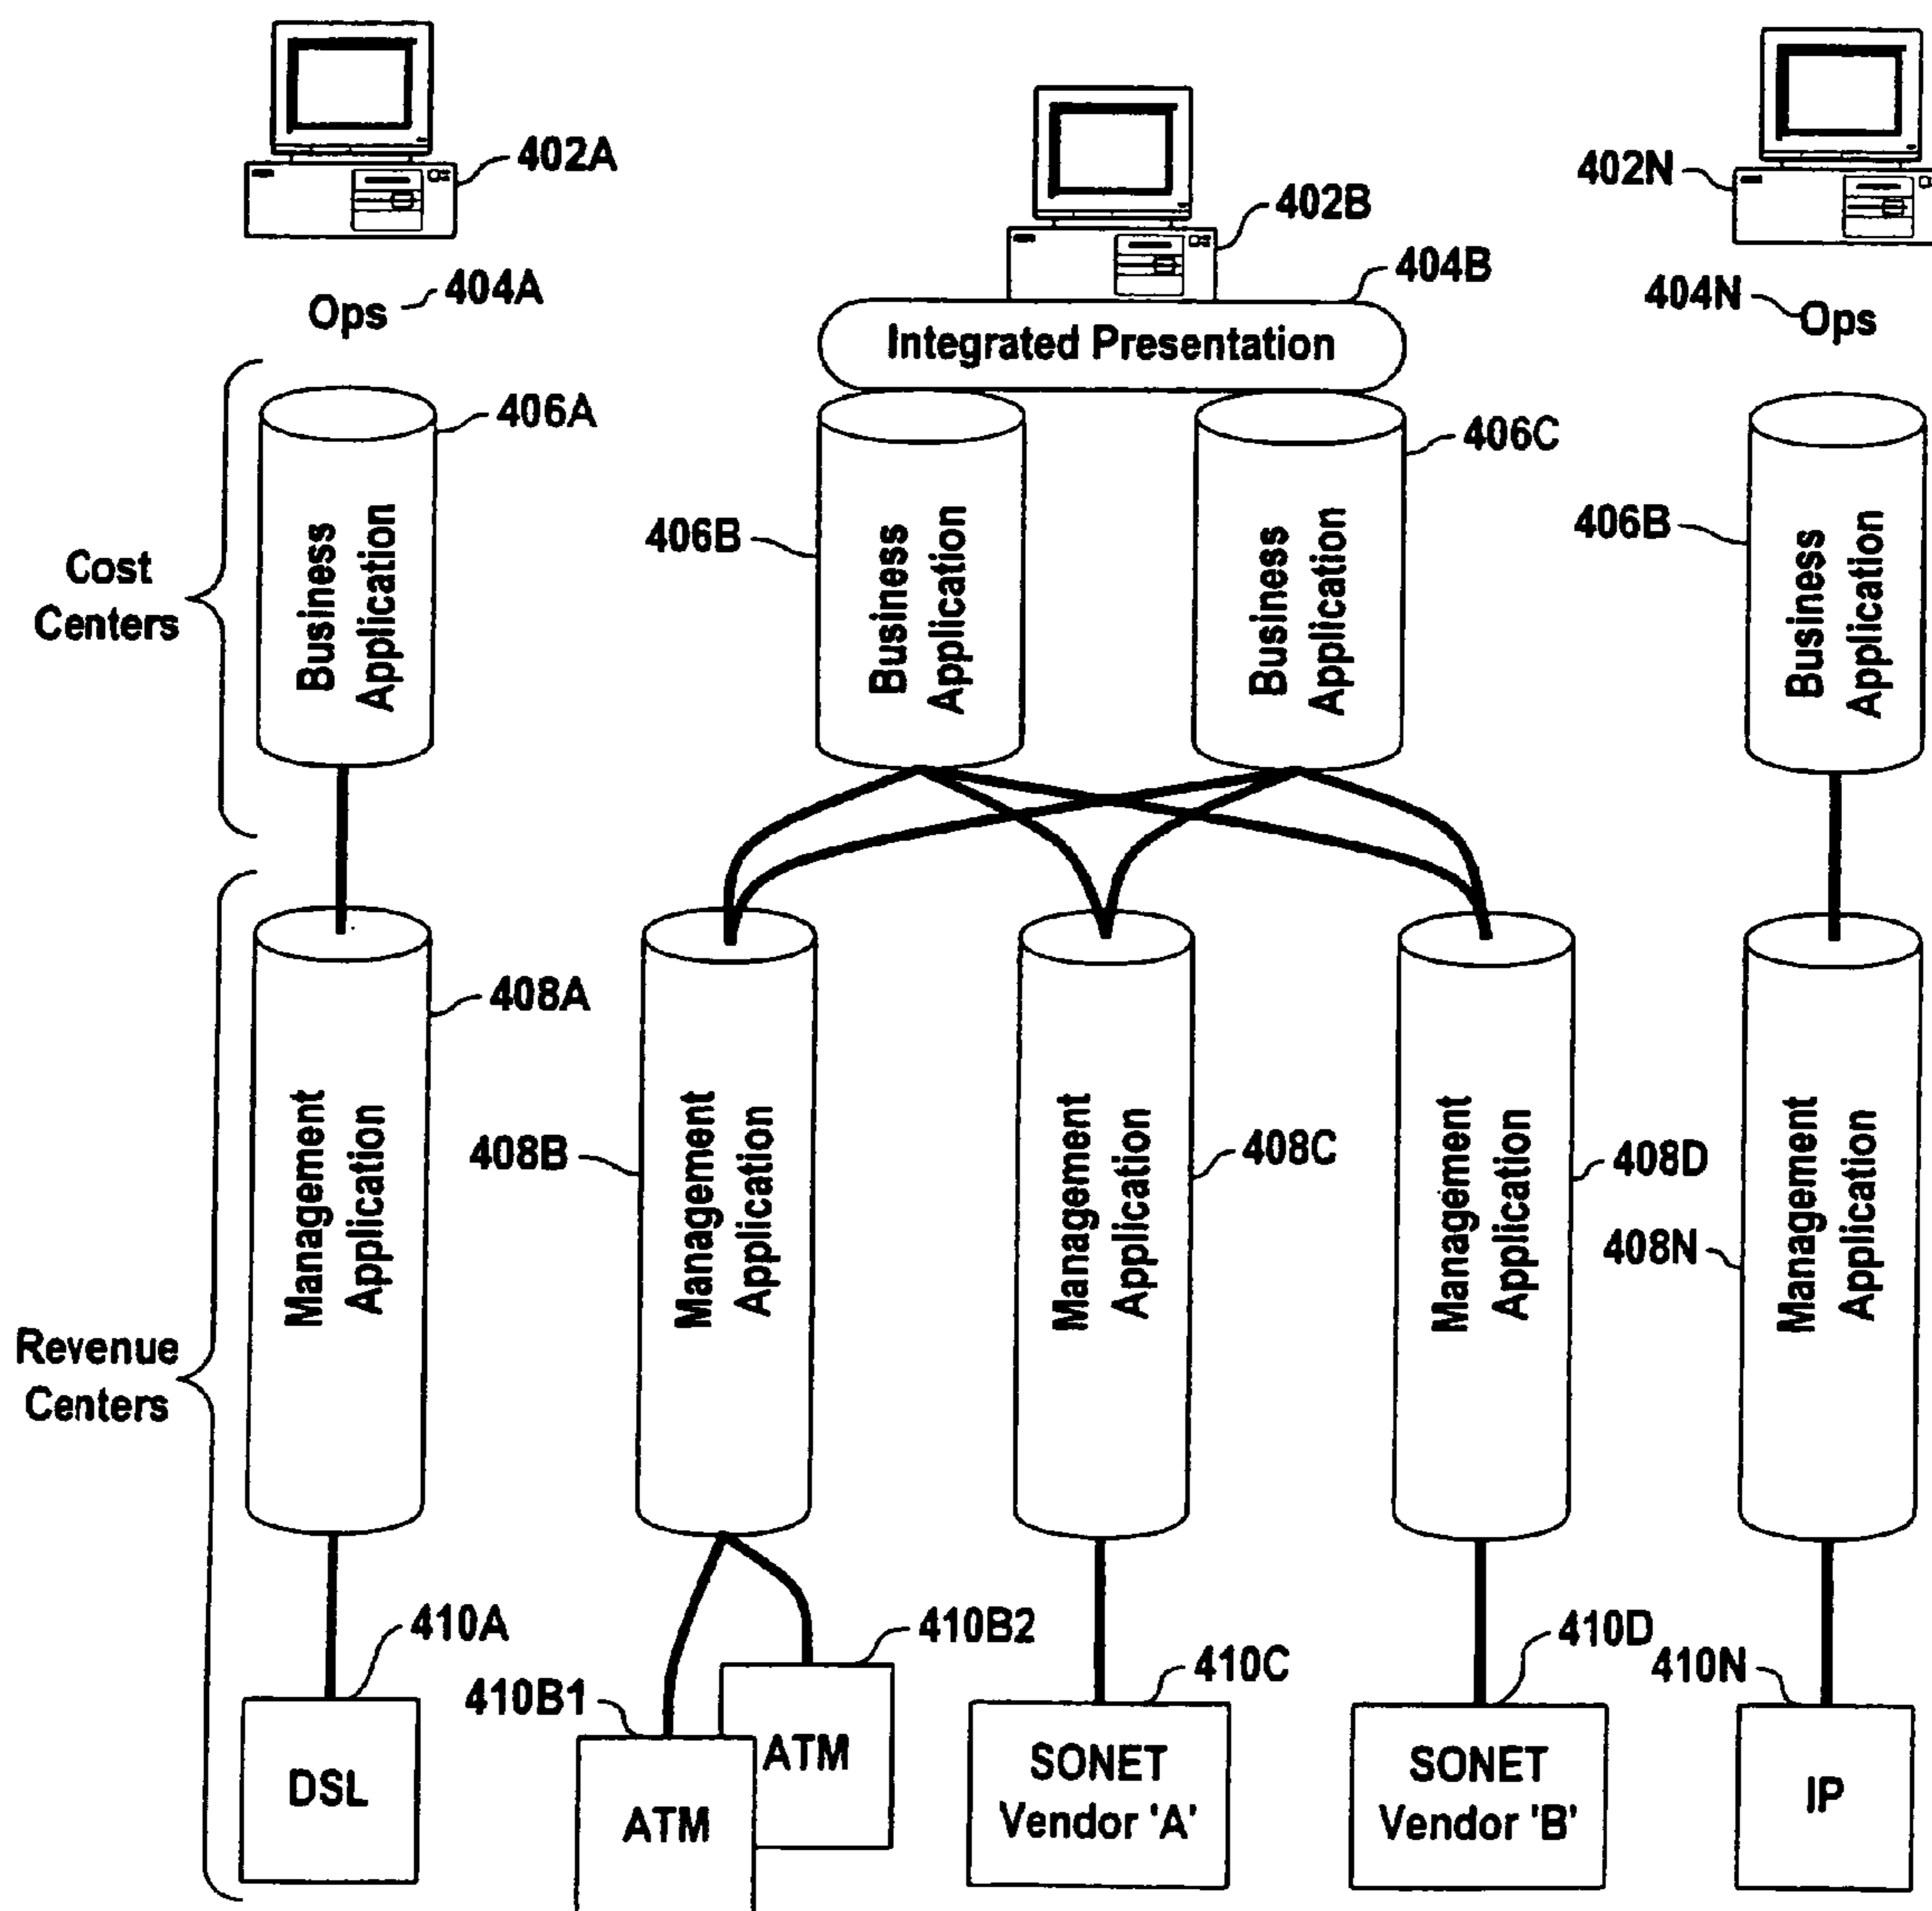 402A
402B
402N
404A
Ops
404B
404N
Ops
Integrated Presentation
406A
406C
406B
406B
Cost
Centers
Business
Application
Business
Application
Business
Application
Business
Application
408A
408B
408C
408D
408N
Management
Application
Management
Application
Management
Application
Management
Application
Management
Application
Revenue
Centers
410A
410B1
410B2
410C
410D
410N
DSL
ATM
ATM
SONET
Vendor 'A'
SONET
Vendor 'B'
IP